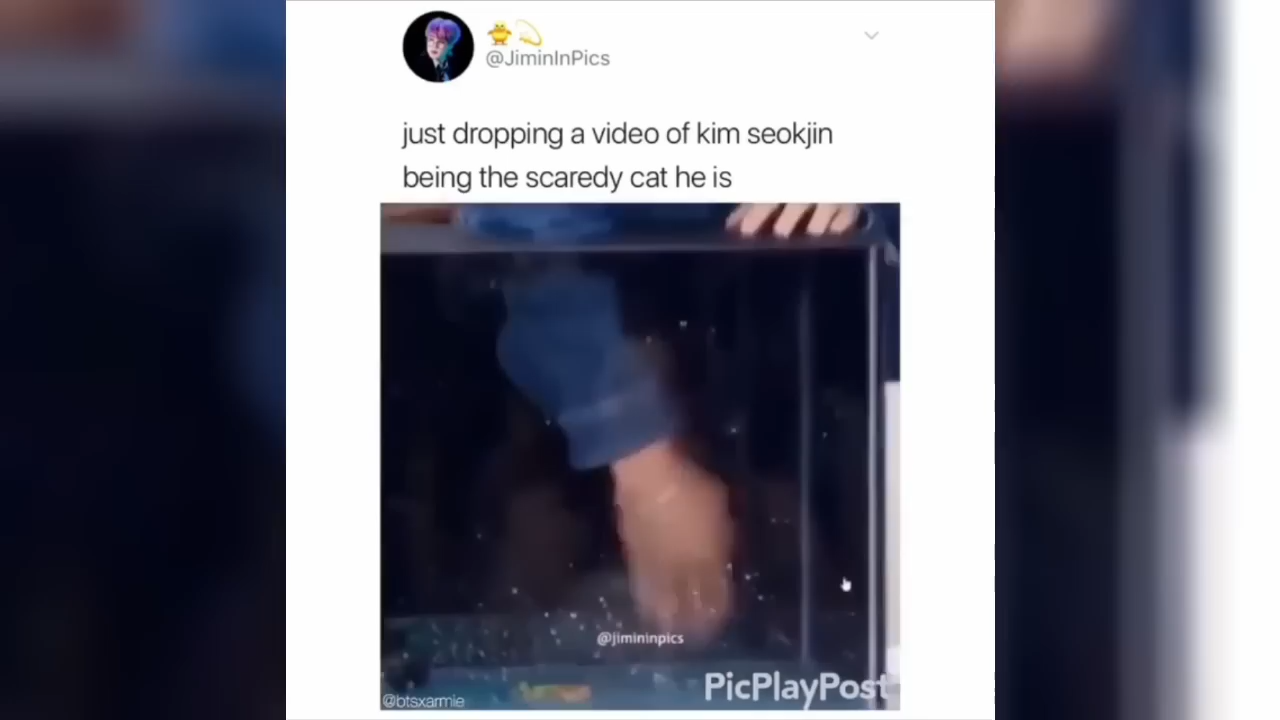 @JiminInPics
just dropping a video of kim seokjin
being the scaredy cat he is
@jimininpics
PicPlayPost
@btsxarmie